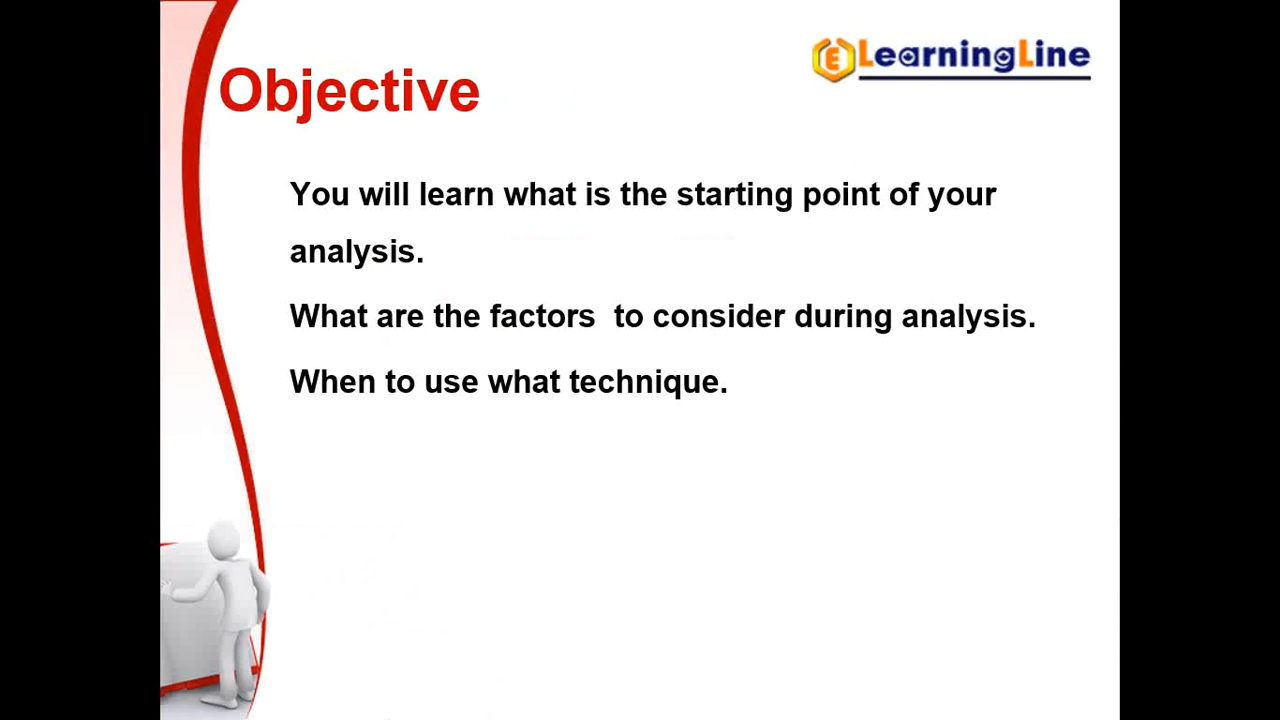 E LearningLine
Objective
You will learn what is the starting point of your
analysis.
What are the factors  to consider during analysis.
When to use what technique.